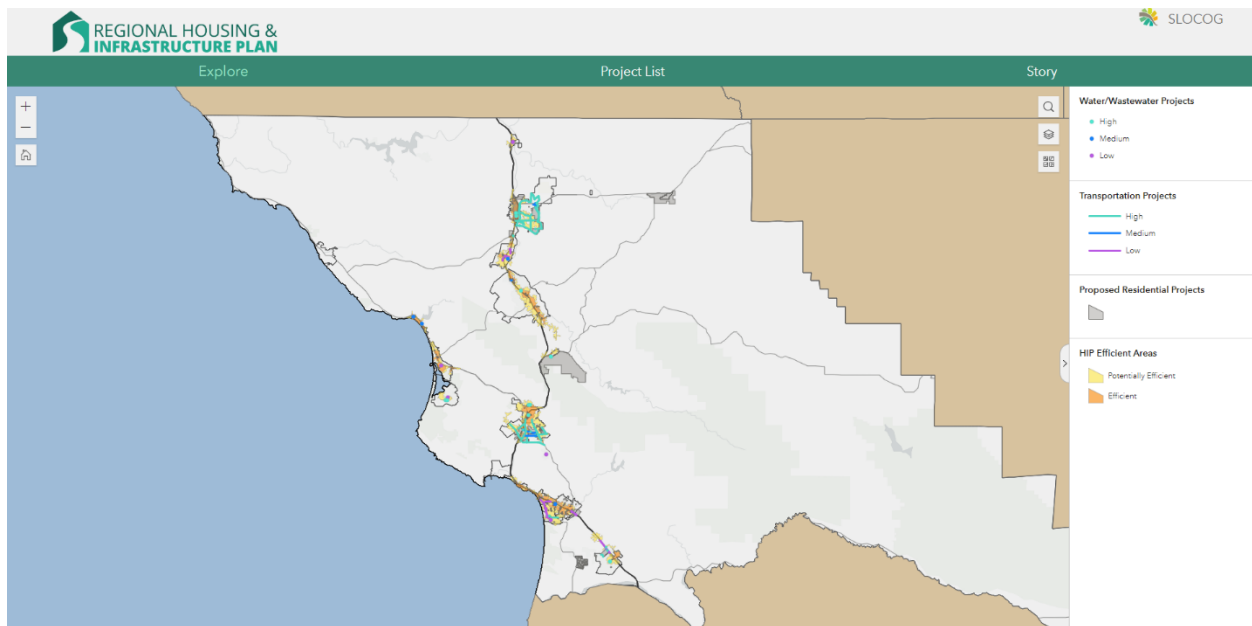 REGIONAL HOUSING &
INFRASTRUCTURE PLAN
SLOCOG
Explore
Project List
Story
Water/Wastewater Projects
High
Medium
Low
Transportation Projects
High
Medium
Low
Proposed Residential Projects
HIP Efficient Areas
Potentially Efficient
Efficient